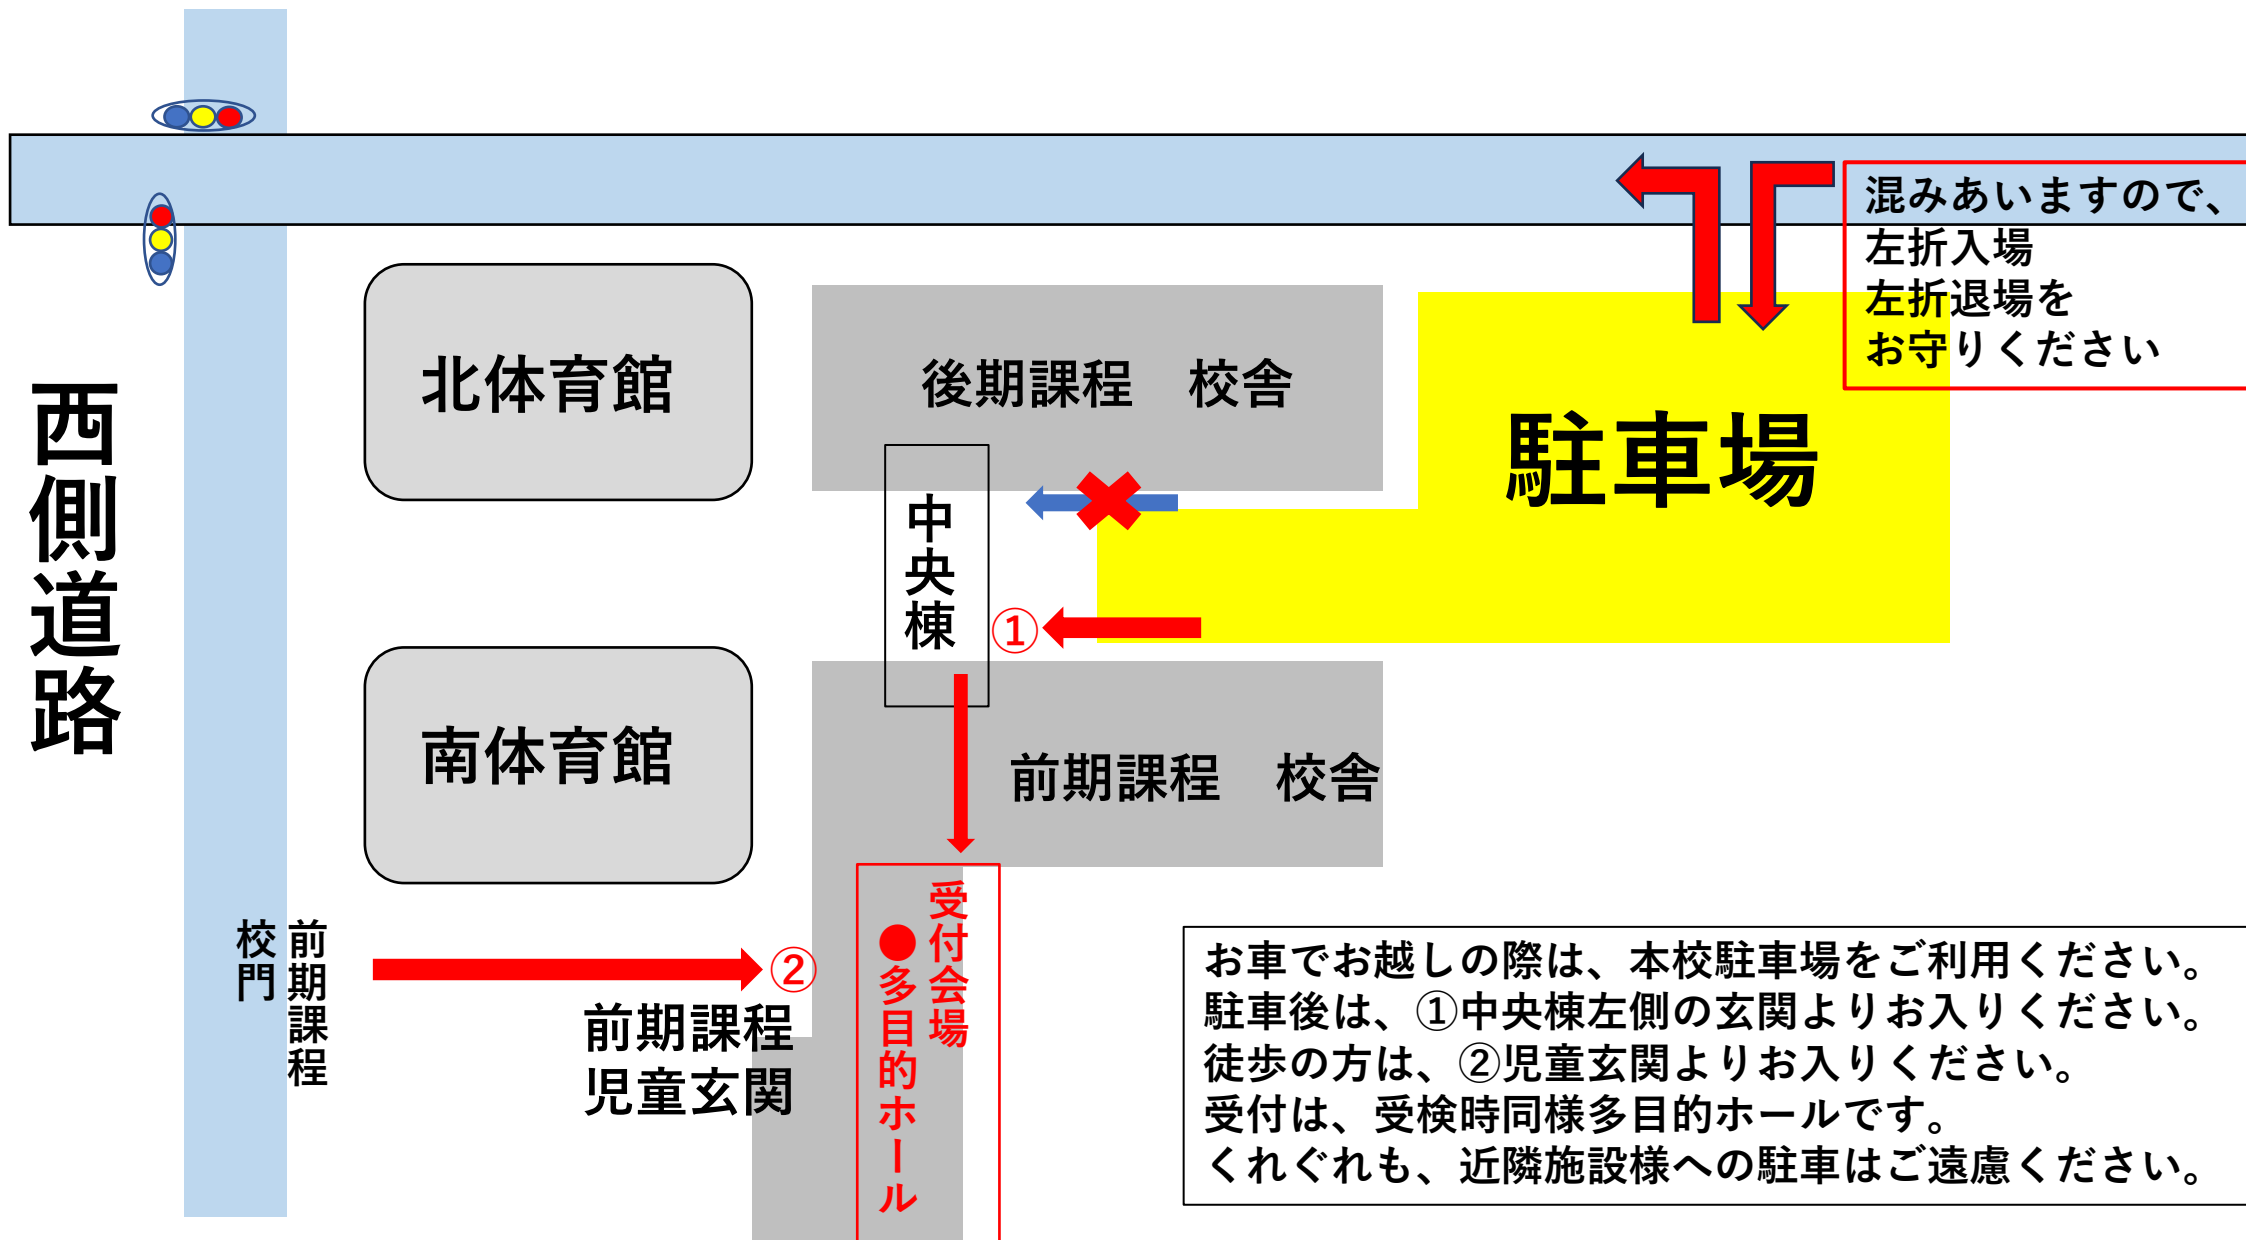 混みあいますので、
左折入場
左折退場を
お守りください
北体育館
後期課程　校舎
駐車場
西側道路
中央棟
①
南体育館
前期課程　校舎
前期課程
校門
②
前期課程
児童玄関
受付会場
●多目的ホール
お車でお越しの際は、本校駐車場をご利用ください。
駐車後は、①中央棟左側の玄関よりお入りください。
徒歩の方は、②児童玄関よりお入りください。
受付は、受検時同様多目的ホールです。
くれぐれも、近隣施設様への駐車はご遠慮ください。